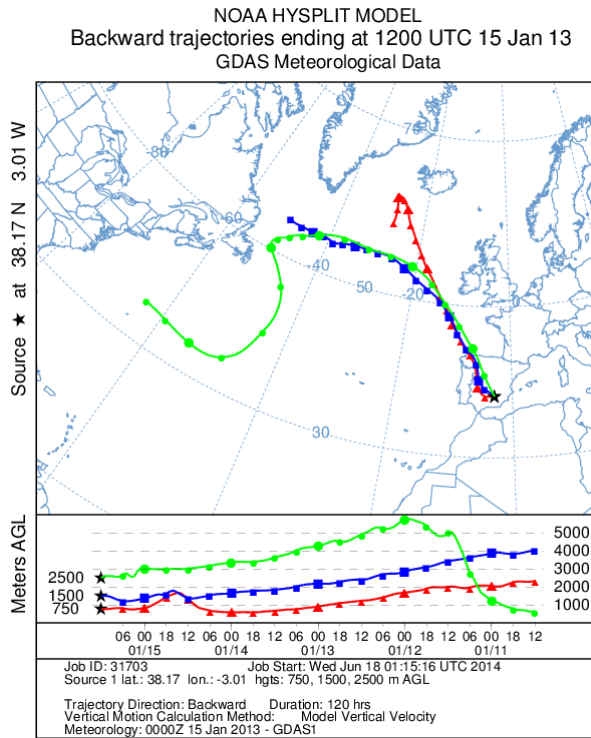 NOAA HYSPLIT MODEL
Backward trajectories ending at 1200 UTC 15 Jan 13
GDAS Meteorological Data
Source ★ at 38.17 N 3.01 W
80
70
60
50
40
20
30
Meters AGL
2500
1500
750
5000
4000
3000
2000
1000
06 00 18 12 06 00 18 12 06 00 18 12 06 00 18 12 06 00 18 12
01/15 01/14 01/13 01/12 01/11
Job ID: 31703 Job Start: Wed Jun 18 01:15:16 UTC 2014
Source 1 lat.: 38.17 lon.: -3.01 hgts: 750, 1500, 2500 m AGL
Trajectory Direction: Backward Duration: 120 hrs
Vertical Motion Calculation Method: Model Vertical Velocity
Meteorology: 0000Z 15 Jan 2013 - GDAS1